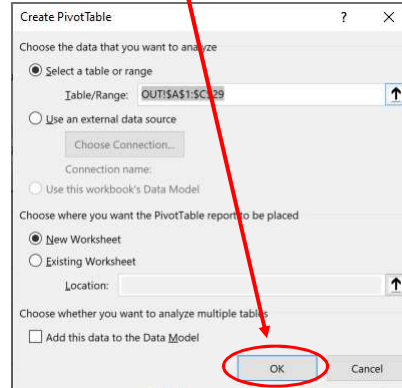 Create PivotTable ? ×
Choose the data that you want to analyze
Select a table or range
Table/Range: OUT!$A$1:$C$29
Use an external data source
Choose Connection...
Connection name:
Use this workbook's Data Model
Choose where you want the PivotTable report to be placed
New Worksheet
Existing Worksheet
Location:
Choose whether you want to analyze multiple tables
Add this data to the Data Model
OK Cancel